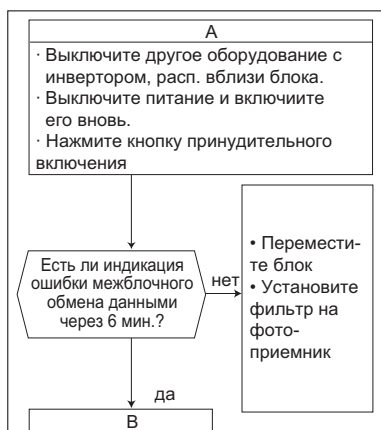 А
· Выключите другое оборудование с
инвертором, расп. вблизи блока.
· Выключите питание и включиите
его вновь.
· Нажмите кнопку принудительного
включения
Есть ли индикация
ошибки межблочного
обмена данными
через 6 мин.?
нет
• Перемести-
те блок
• Установите
фильтр на
фото-
приемник
да
В